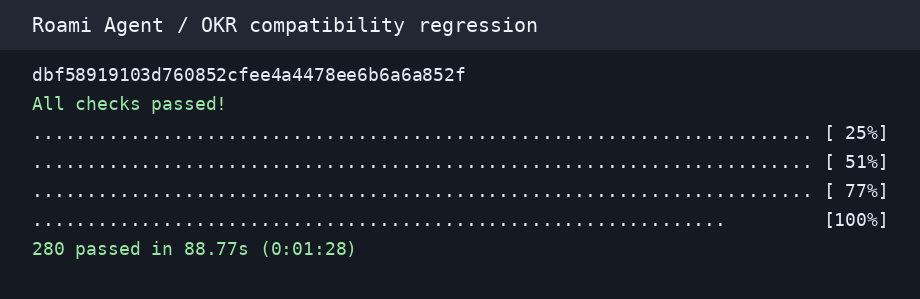 Roami Agent / OKR compatibility regression
dbf58919103d760852cfee4a4478ee6b6a6a852f
All checks passed!
........................................................................ [ 25%]
........................................................................ [ 51%]
........................................................................ [ 77%]
................................................................         [100%]
280 passed in 88.77s (0:01:28)